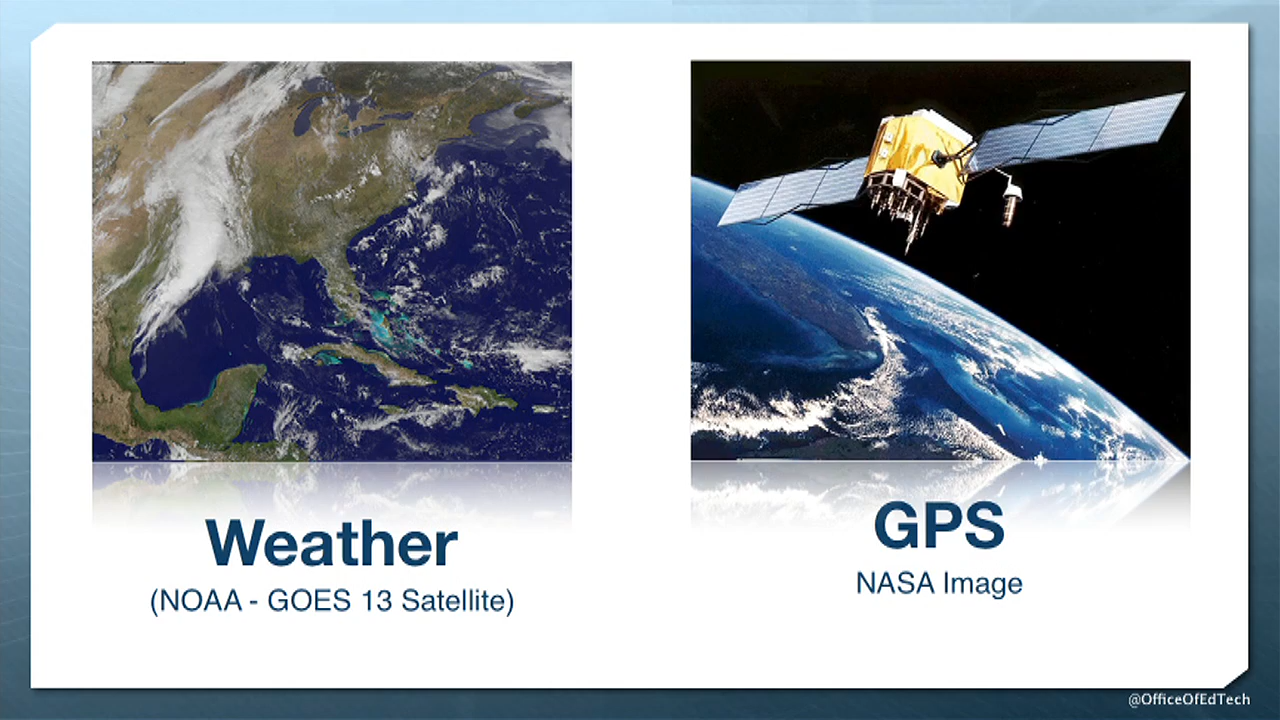 Weather
(NOAA - GOES 13 Satellite)
GPS
NASA Image
@OfficeOfEdTech